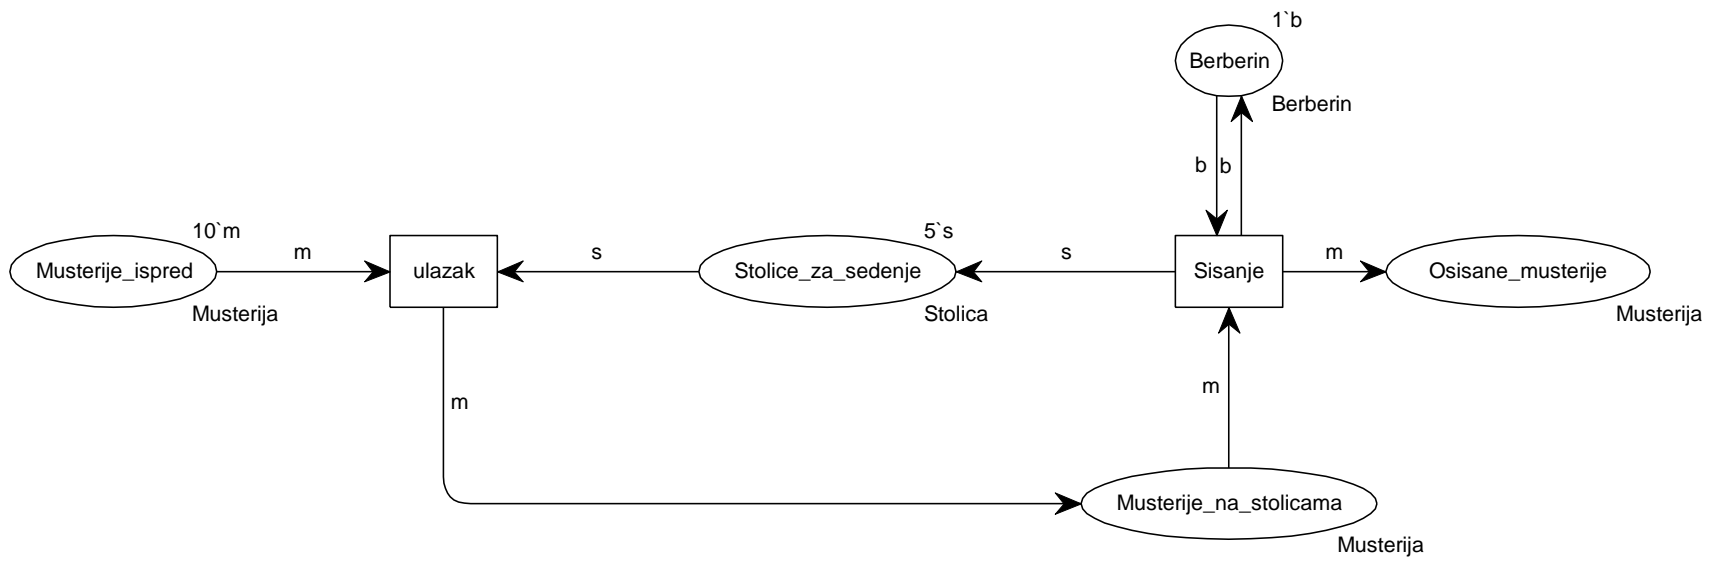 1`b
Berberin
Berberin
b
b
10`m
5`s
m
s
s
m
Musterije_ispred
ulazak
Stolice_za_sedenje
Sisanje
Osisane_musterije
Musterija
Stolica
Musterija
m
m
Musterije_na_stolicama
Musterija